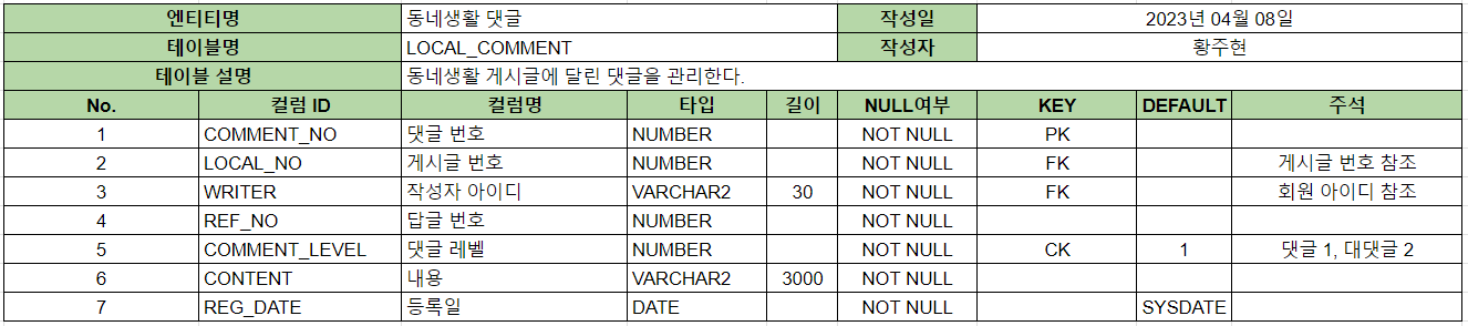 엔티티명 동네생활 댓글 작성일 2023년 04월 08일
테이블명 LOCAL_COMMENT 작성자 황주현
테이블 설명 동네생활 게시글에 달린 댓글을 관리한다.
No. 컬럼 ID 컬럼명 타입 길이 NULL여부 KEY DEFAULT 주석
1 COMMENT_NO 댓글 번호 NUMBER NOT NULL PK
2 LOCAL_NO 게시글 번호 NUMBER NOT NULL FK 게시글 번호 참조
3 WRITER 작성자 아이디 VARCHAR2 30 NOT NULL FK 회원 아이디 참조
4 REF_NO 답글 번호 NUMBER NOT NULL
5 COMMENT_LEVEL 댓글 레벨 NUMBER NOT NULL CK 1 댓글 1, 대댓글 2
6 CONTENT 내용 VARCHAR2 3000 NOT NULL
7 REG_DATE 등록일 DATE NOT NULL SYSDATE